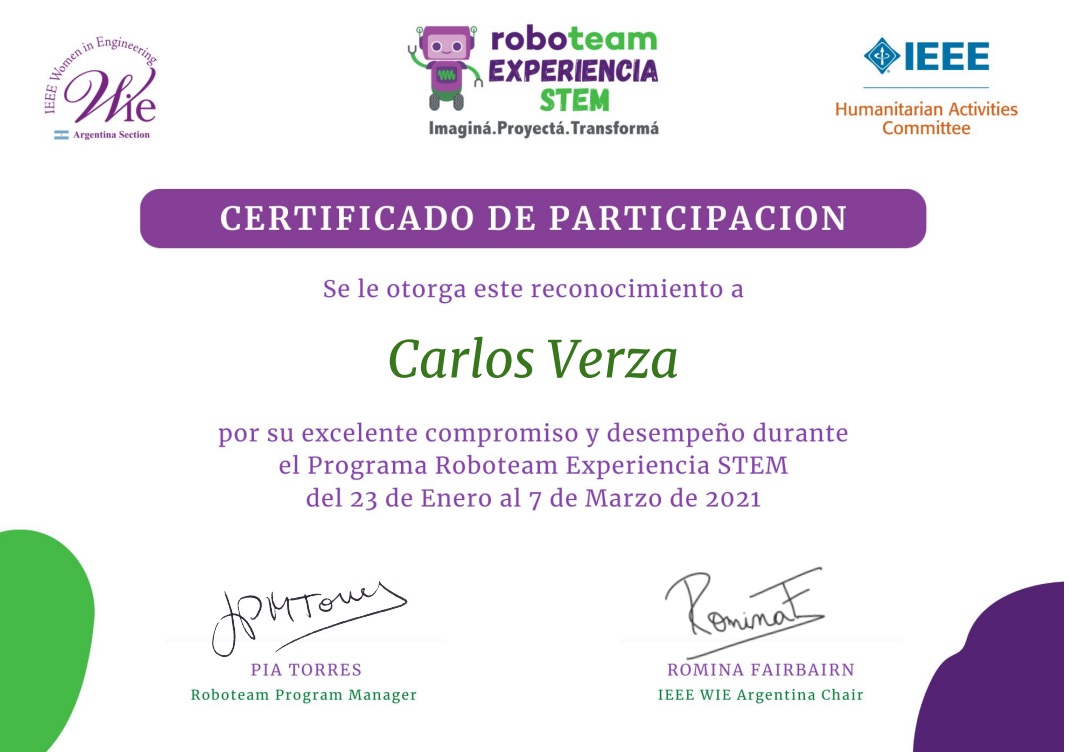 IEEE Women in Engineering
Wie
Argentina Section
roboteam
EXPERIENCIA
STEM
Imaginá.Proyectá.Transformá
IEEE
Humanitarian Activities
Committee
CERTIFICADO DE PARTICIPACION
Se le otorga este reconocimiento a
Carlos Verza
por su excelente compromiso y desempeño durante
el Programa Roboteam Experiencia STEM
del 23 de Enero al 7 de Marzo de 2021
JPMTorres
RominaF
PIA TORRES
Roboteam Program Manager
ROMINA FAIRBAIRN
IEEE WIE Argentina Chair